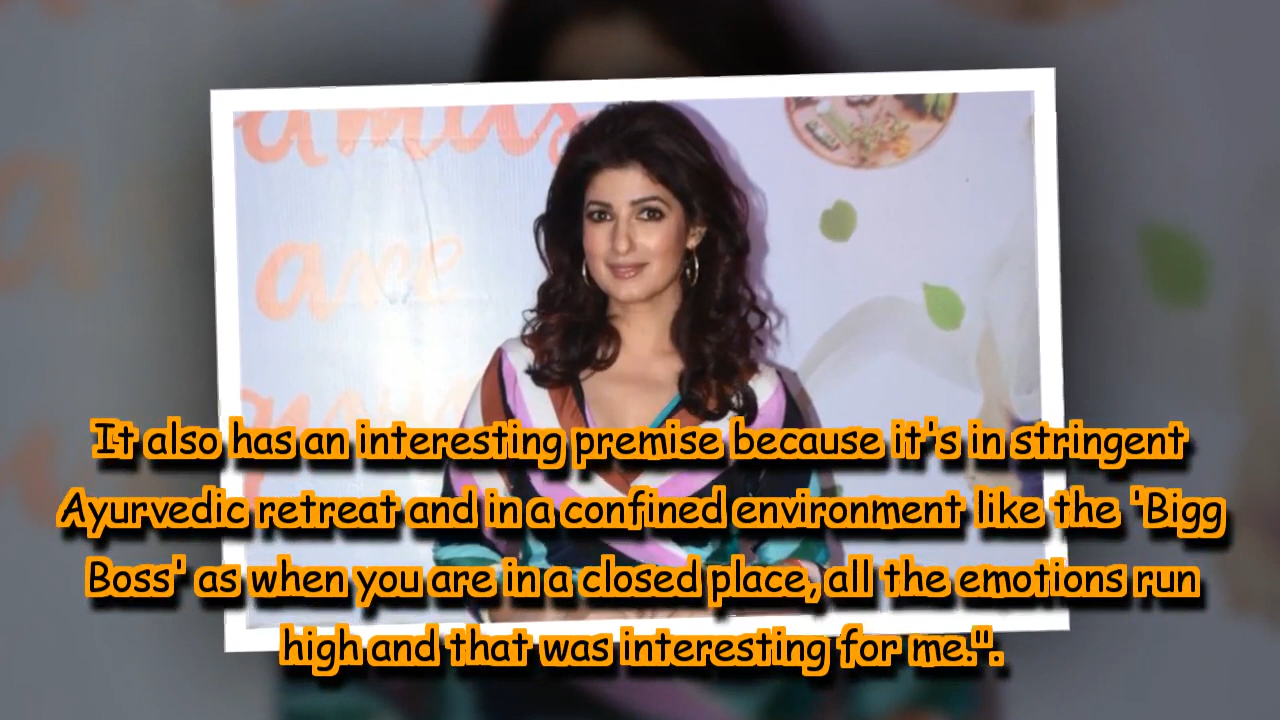 amas
are
It also has an interesting premise because it's in stringent
Ayurvedic retreat and in a confined environment like the 'Bigg
Boss' as when you are in a closed place, all the emotions run
high and that was interesting for me.".